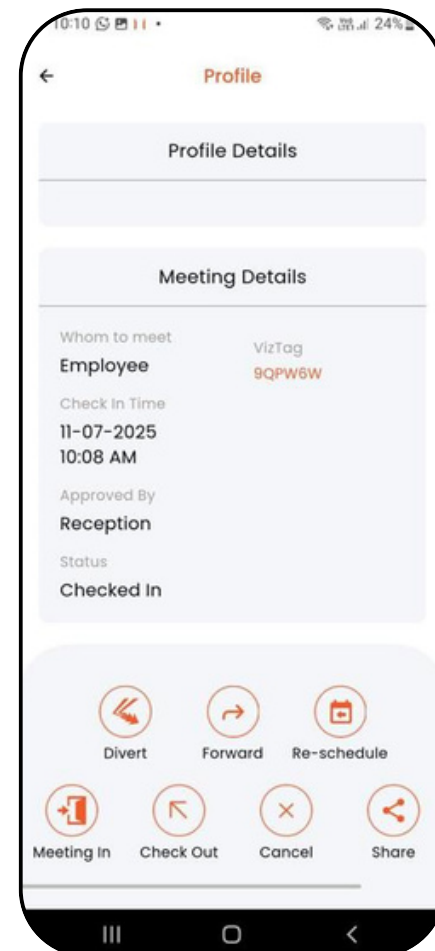 10:10
24%
Profile
Profile Details
Meeting Details
Whom to meet
Employee
VizTag
9QPW6W
Check In Time
11-07-2025
10:08 AM
Approved By
Reception
Status
Checked In
Divert Forward Re-schedule
Meeting In Check Out Cancel Share